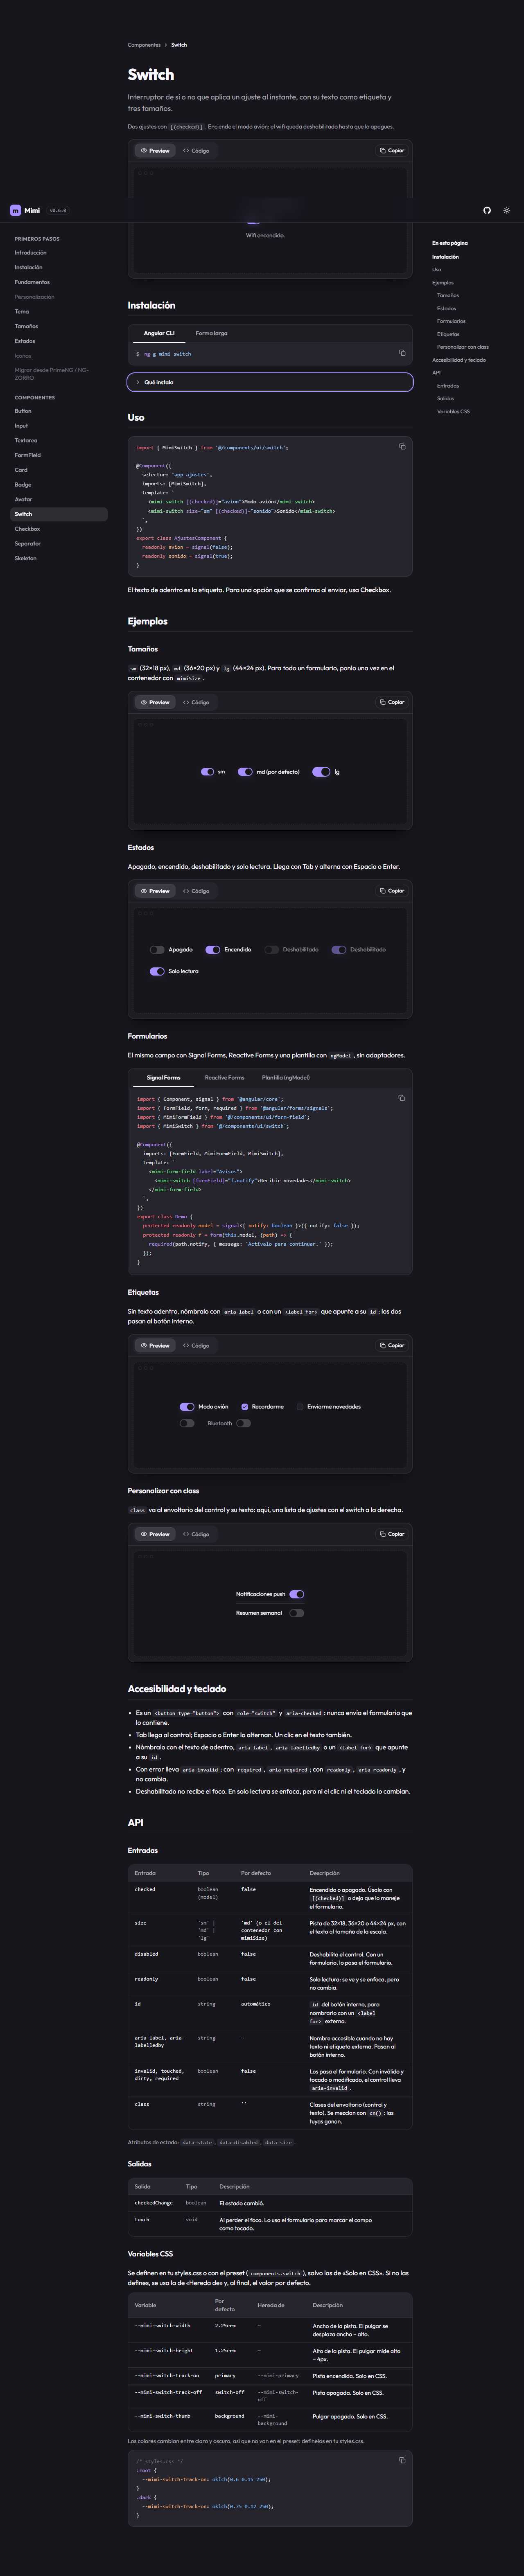 Componentes > Switch
Switch
Interruptor de sí o no que aplica un ajuste al instante, con su texto como etiqueta y
tres tamaños.
Dos ajustes con [(checked)]. Enciende el modo avión: el wifi queda deshabilitado hasta que lo apagues.
Preview
Código
Copiar
m Mimi v0.6.0
Wifi encendido.
PRIMEROS PASOS
Introducción
Instalación
Fundamentos
Personalización
Tema
Tamaños
Estados
Iconos
Migrar desde PrimeNG / NG-
ZORRO
COMPONENTES
Button
Input
Textarea
FormField
Card
Badge
Avatar
Switch
Checkbox
Separator
Skeleton
En esta página
Instalación
Uso
Ejemplos
Tamaños
Estados
Formularios
Etiquetas
Personalizar con class
Accesibilidad y teclado
API
Entradas
Salidas
Variables CSS
Instalación
Angular CLI
Forma larga
$ ng g mimi switch
> Qué instala
Uso
import { MimiSwitch } from '@/components/ui/switch';
@Component({
selector: 'app-ajustes',
imports: [MimiSwitch],
template: `
<mimi-switch [(checked)]="avion">Modo avión</mimi-switch>
<mimi-switch size="sm" [(checked)]="sonido">Sonido</mimi-switch>
`,
})
export class AjustesComponent {
readonly avion = signal(false);
readonly sonido = signal(true);
}
El texto de adentro es la etiqueta. Para una opción que se confirma al enviar, usa Checkbox.
Ejemplos
Tamaños
sm (32×18 px), md (36×20 px) y lg (44×24 px). Para todo un formulario, ponlo una vez en el
contenedor con mimiSize.
Preview
Código
Copiar
sm
md (por defecto)
lg
Estados
Apagado, encendido, deshabilitado y solo lectura. Llega con Tab y alterna con Espacio o Enter.
Preview
Código
Copiar
Apagado
Encendido
Deshabilitado
Deshabilitado
Solo lectura
Formularios
El mismo campo con Signal Forms, Reactive Forms y una plantilla con ngModel, sin adaptadores.
Signal Forms
Reactive Forms
Plantilla (ngModel)
import { Component, signal } from '@angular/core';
import { FormField, form, required } from '@angular/forms/signals';
import { MimiFormField } from '@/components/ui/form-field';
import { MimiSwitch } from '@/components/ui/switch';
@Component({
imports: [FormField, MimiFormField, MimiSwitch],
template: `
<mimi-form-field label="Avisos">
<mimi-switch [formField]="f.notify">Recibir novedades</mimi-switch>
</mimi-form-field>
`,
})
export class Demo {
protected readonly model = signal<{ notify: boolean }>({ notify: false });
protected readonly f = form(this.model, (path) => {
required(path.notify, { message: 'Actívalo para continuar.' });
});
}
Etiquetas
Sin texto adentro, nómbralo con aria-label o con un <label for> que apunte a su id: los dos
pasan al botón interno.
Preview
Código
Copiar
Modo avión
Recordarme
Enviarme novedades
Bluetooth
Personalizar con class
class va al envoltorio del control y su texto: aquí, una lista de ajustes con el switch a la derecha.
Preview
Código
Copiar
Notificaciones push
Resumen semanal
Accesibilidad y teclado
• Es un <button type="button"> con role="switch" y aria-checked: nunca envía el formulario que
lo contiene.
• Tab llega al control; Espacio o Enter lo alternan. Un clic en el texto también.
• Nómbralo con el texto de adentro, aria-label, aria-labelledby o un <label for> que apunte
a su id.
• Con error lleva aria-invalid; con required, aria-required; con readonly, aria-readonly, y
no cambia.
• Deshabilitado no recibe el foco. En solo lectura se enfoca, pero ni el clic ni el teclado lo cambian.
API
Entradas
Entrada Tipo Por defecto Descripción
checked boolean (model) false Encendido o apagado. Úsalo con [(checked)] o deja que lo maneje el formulario.
size 'sm' | 'md' | 'lg' 'md' (o el del contenedor con mimiSize) Pista de 32×18, 36×20 o 44×24 px, con el texto al tamaño de la escala.
disabled boolean false Deshabilita el control. Con un formulario, lo pasa el formulario.
readonly boolean false Solo lectura: se ve y se enfoca, pero no cambia.
id string automático id del botón interno, para nombrarlo con un <label for> externo.
aria-label, aria-labelledby string — Nombre accesible cuando no hay texto ni etiqueta externa. Pasan al botón interno.
invalid, touched, dirty, required boolean false Los pasa el formulario. Con inválido y tocado o modificado, el control lleva aria-invalid.
class string '' Clases del envoltorio (control y texto). Se mezclan con cn(): las tuyas ganan.
Atributos de estado: data-state, data-disabled, data-size.
Salidas
Salida Tipo Descripción
checkedChange boolean El estado cambió.
touch void Al perder el foco. Lo usa el formulario para marcar el campo como tocado.
Variables CSS
Se definen en tu styles.css o con el preset (components.switch), salvo las de «Solo en CSS». Si no las
defines, se usa la de «Hereda de» y, al final, el valor por defecto.
Variable Por defecto Hereda de Descripción
--mimi-switch-width 2.25rem — Ancho de la pista. El pulgar se desplaza ancho − alto.
--mimi-switch-height 1.25rem — Alto de la pista. El pulgar mide alto − 4px.
--mimi-switch-track-on primary --mimi-primary Pista encendida. Solo en CSS.
--mimi-switch-track-off switch-off --mimi-switch-off Pista apagada. Solo en CSS.
--mimi-switch-thumb background --mimi-background Pulgar apagado. Solo en CSS.
Los colores cambian entre claro y oscuro, así que no van en el preset: defínelos en tu styles.css.
/* styles.css */
:root {
--mimi-switch-track-on: oklch(0.6 0.15 250);
}
.dark {
--mimi-switch-track-on: oklch(0.75 0.12 250);
}